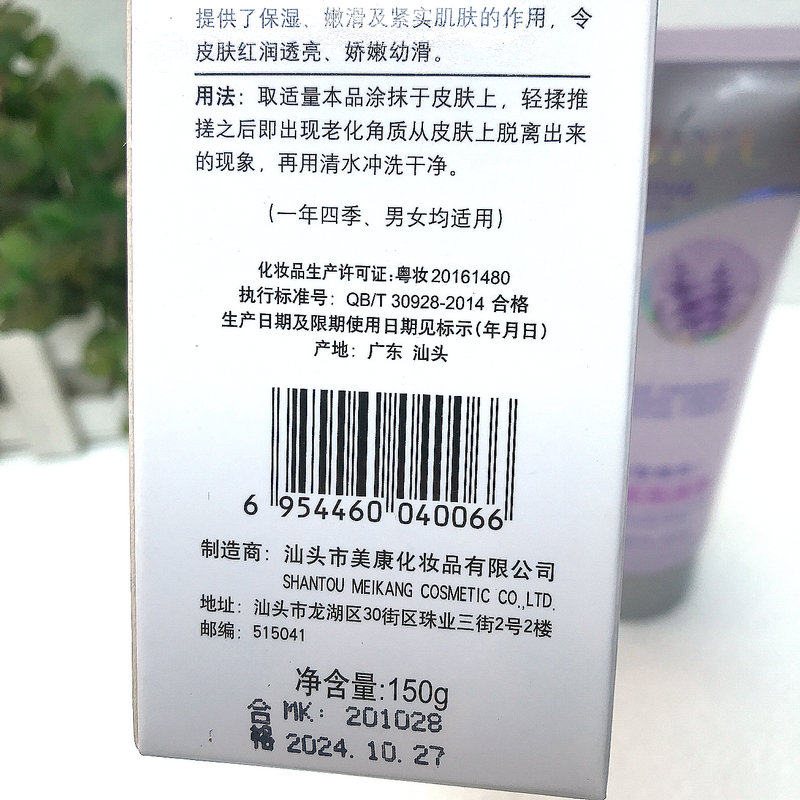 提供了保湿、嫩滑及紧实肌肤的作用，令
皮肤红润透亮、娇嫩幼滑。
用法：取适量本品涂抹于皮肤上，轻揉推
搓之后即出现老化角质从皮肤上脱离出来
的现象，再用清水冲洗干净。
（一年四季、男女均适用）
化妆品生产许可证:粤妆20161480
执行标准号：QB/T 30928-2014 合格
生产日期及限期使用日期见标示(年月日)
产地：广东 汕头
6 954460 040066
制造商：汕头市美康化妆品有限公司
SHANTOU MEIKANG COSMETIC CO.,LTD.
地址：汕头市龙湖区30街区珠业三街2号2楼
邮编：515041
净含量:150g
合格 MK: 201028
2024.10.27